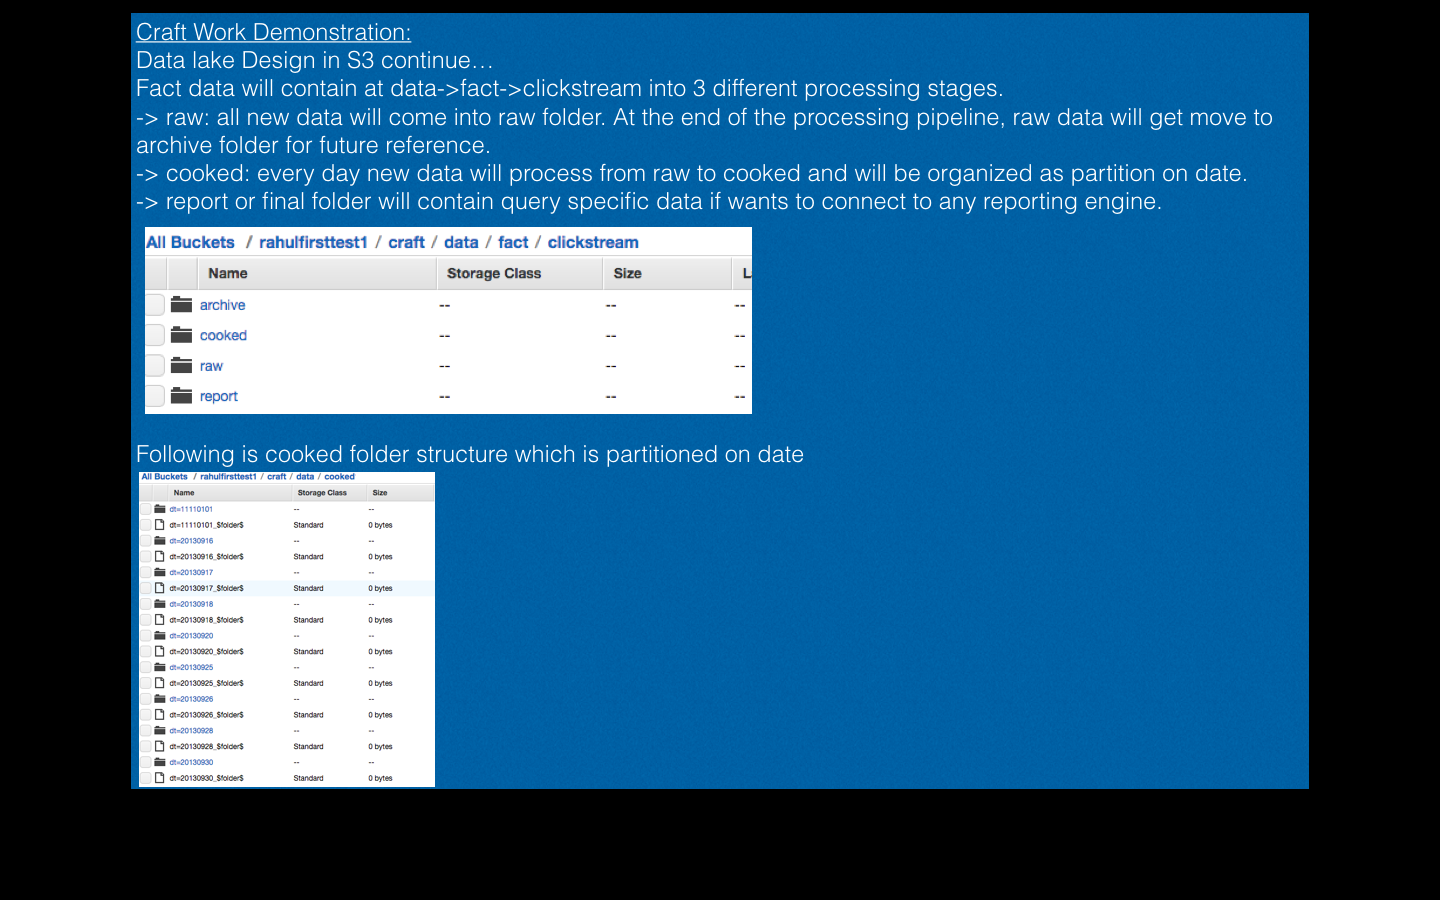 Craft Work Demonstration:
Data lake Design in S3 continue…
Fact data will contain at data->fact->clickstream into 3 different processing stages.
-> raw: all new data will come into raw folder. At the end of the processing pipeline, raw data will get move to
archive folder for future reference.
-> cooked: every day new data will process from raw to cooked and will be organized as partition on date.
-> report or final folder will contain query specific data if wants to connect to any reporting engine.
All Buckets / rahulfirsttest1 / craft / data / fact / clickstream
Name Storage Class Size L
archive -- -- --
cooked -- -- --
raw -- -- --
report -- -- --
Following is cooked folder structure which is partitioned on date
All Buckets / rahulfirsttest1 / craft / data / cooked
Name Storage Class Size
dt=11110101 -- --
dt=11110101_$folder$ Standard 0 bytes
dt=20130916 -- --
dt=20130916_$folder$ Standard 0 bytes
dt=20130917 -- --
dt=20130917_$folder$ Standard 0 bytes
dt=20130918 -- --
dt=20130918_$folder$ Standard 0 bytes
dt=20130920 -- --
dt=20130920_$folder$ Standard 0 bytes
dt=20130925 -- --
dt=20130925_$folder$ Standard 0 bytes
dt=20130926 -- --
dt=20130926_$folder$ Standard 0 bytes
dt=20130928 -- --
dt=20130928_$folder$ Standard 0 bytes
dt=20130930 -- --
dt=20130930_$folder$ Standard 0 bytes